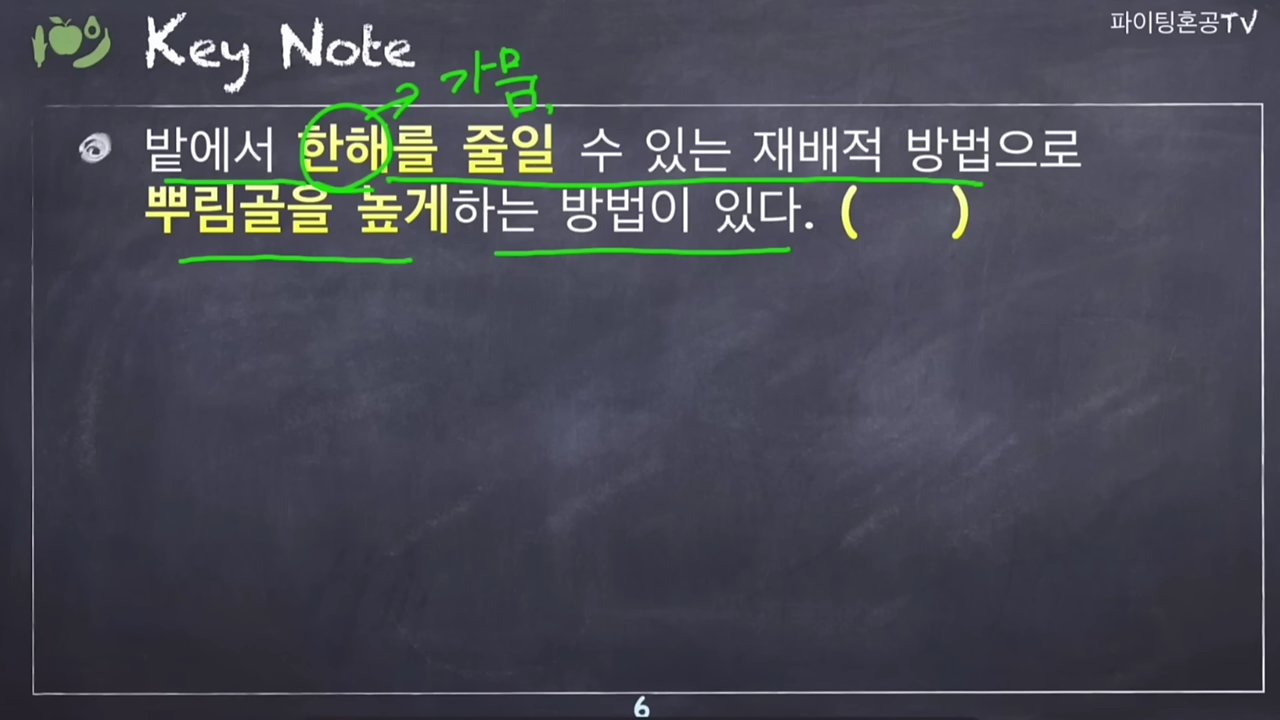 Key Note
파이팅혼공TV
가뭄
밭에서 한해를 줄일 수 있는 재배적 방법으로
뿌림골을 높게하는 방법이 있다. (     )
6